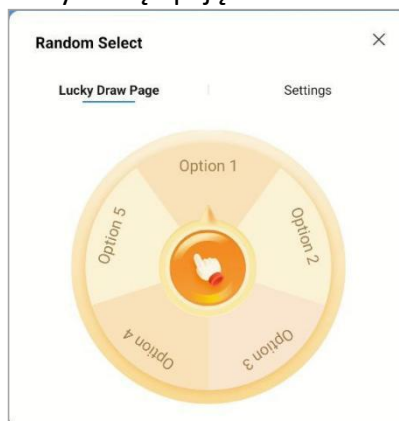 Random Select
Lucky Draw Page
Settings
Option 1
Option 2
Option 3
Option 4
Option 5